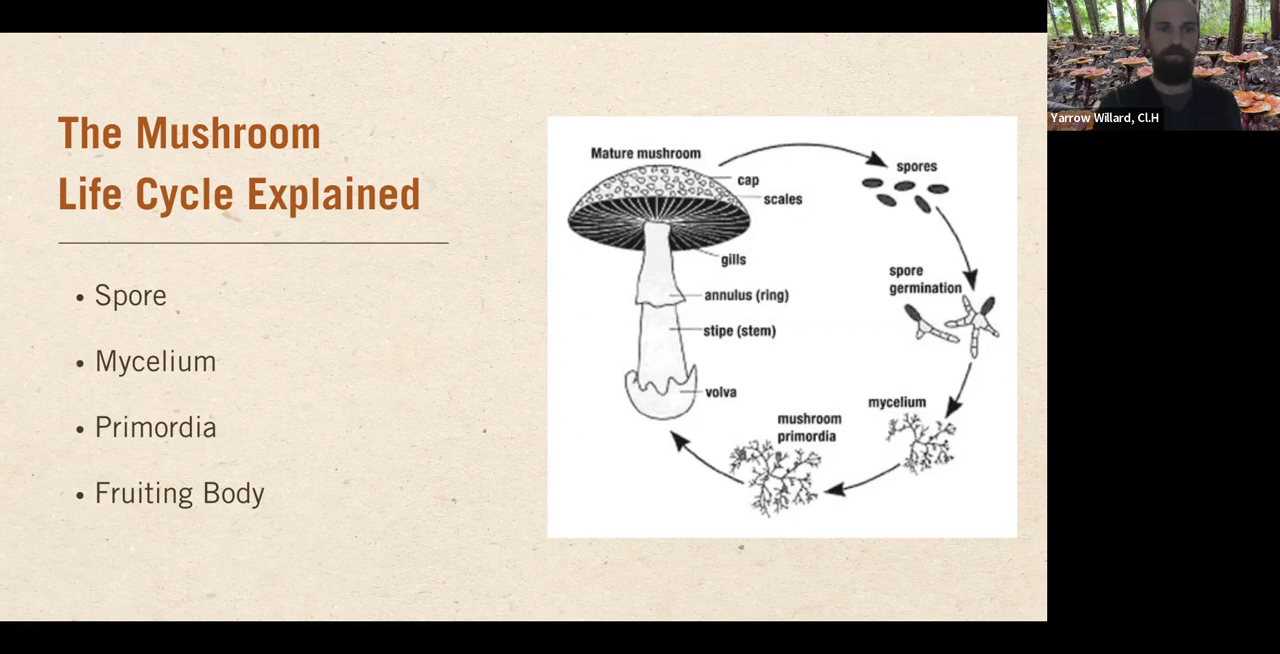 The Mushroom
Life Cycle Explained
• Spore
• Mycelium
• Primordia
• Fruiting Body
Mature mushroom
cap
scales
gills
annulus (ring)
stipe (stem)
volva
spores
spore
germination
mycelium
mushroom
primordia
Yarrow Willard, Cl.H